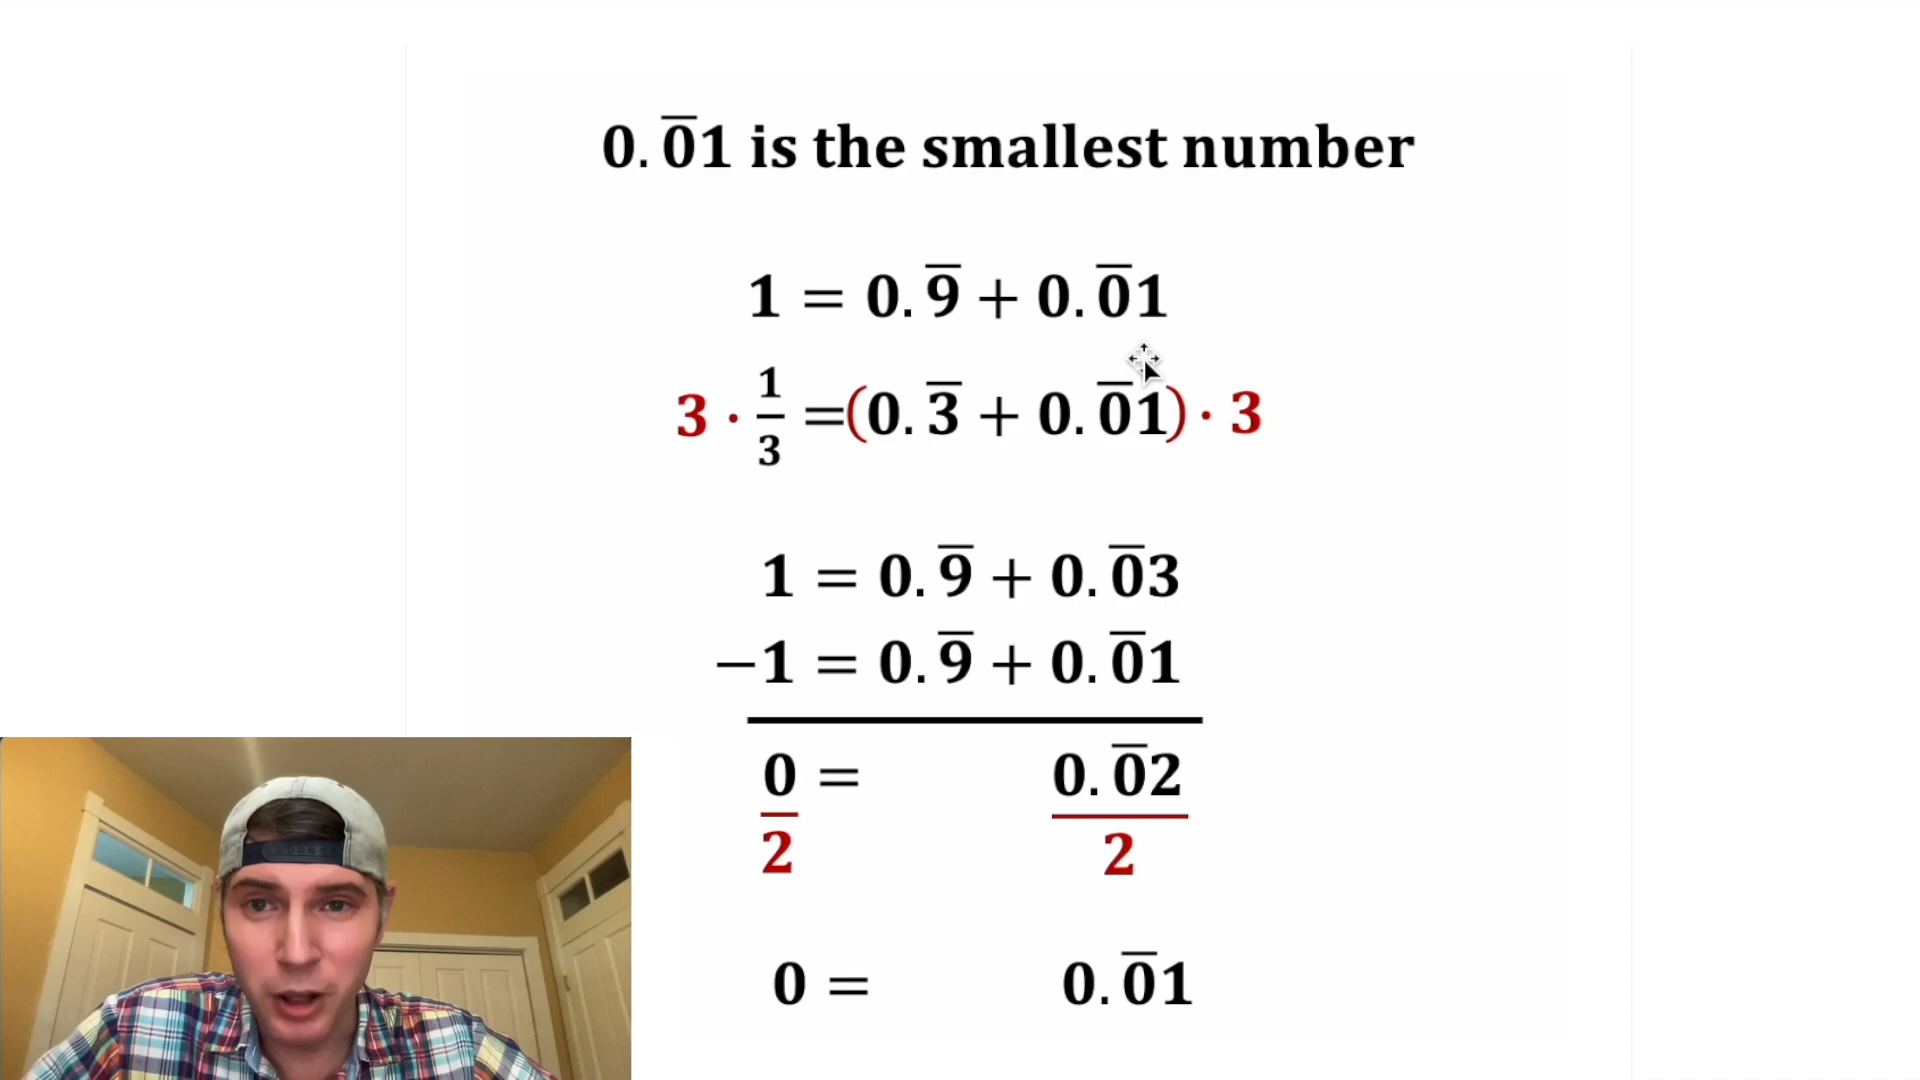 0.0̅1 is the smallest number
1 = 0.9̅ + 0.0̅1
3 · 1/3 =(0.3̅ + 0.0̅1) · 3
1 = 0.9̅ + 0.0̅3
−1 = 0.9̅ + 0.0̅1
0/2 = 0.0̅2/2
0 = 0.0̅1